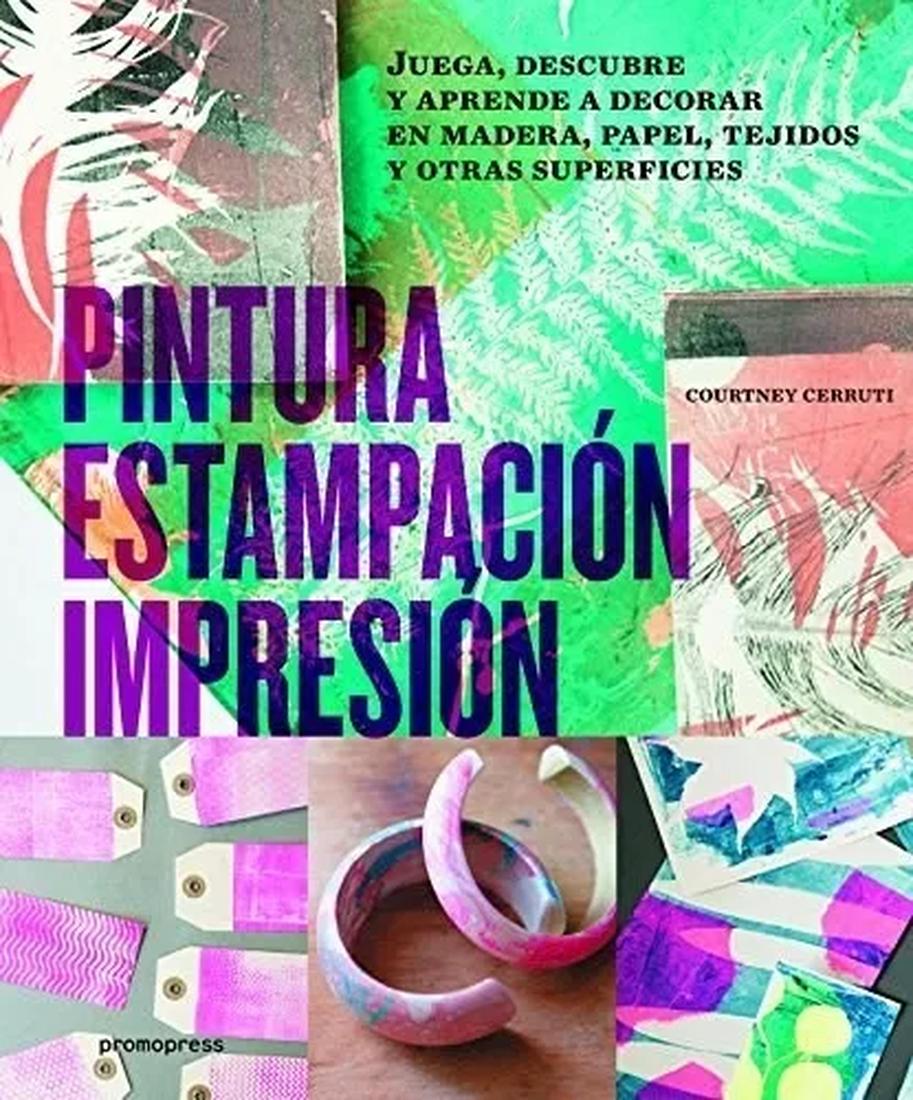 JUEGA, DESCUBRE
Y APRENDE A DECORAR
EN MADERA, PAPEL, TEJIDOS
Y OTRAS SUPERFICIES
PINTURA
COURTNEY CERRUTI
ESTAMPACIÓN
IMPRESIÓN
promopress